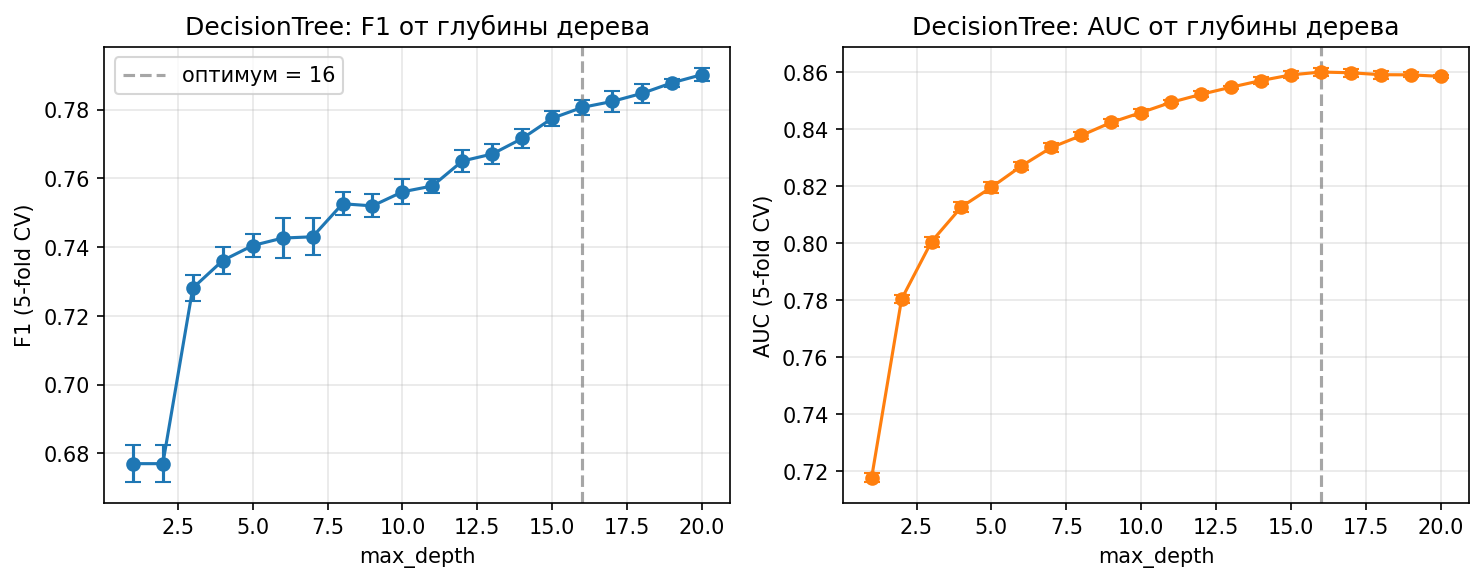 DecisionTree: F1 от глубины дерева
оптимум = 16
0.78
0.76
0.74
0.72
0.70
0.68
F1 (5-fold CV)
2.5 5.0 7.5 10.0 12.5 15.0 17.5 20.0
max_depth
DecisionTree: AUC от глубины дерева
0.86
0.84
0.82
0.80
0.78
0.76
0.74
0.72
AUC (5-fold CV)
2.5 5.0 7.5 10.0 12.5 15.0 17.5 20.0
max_depth